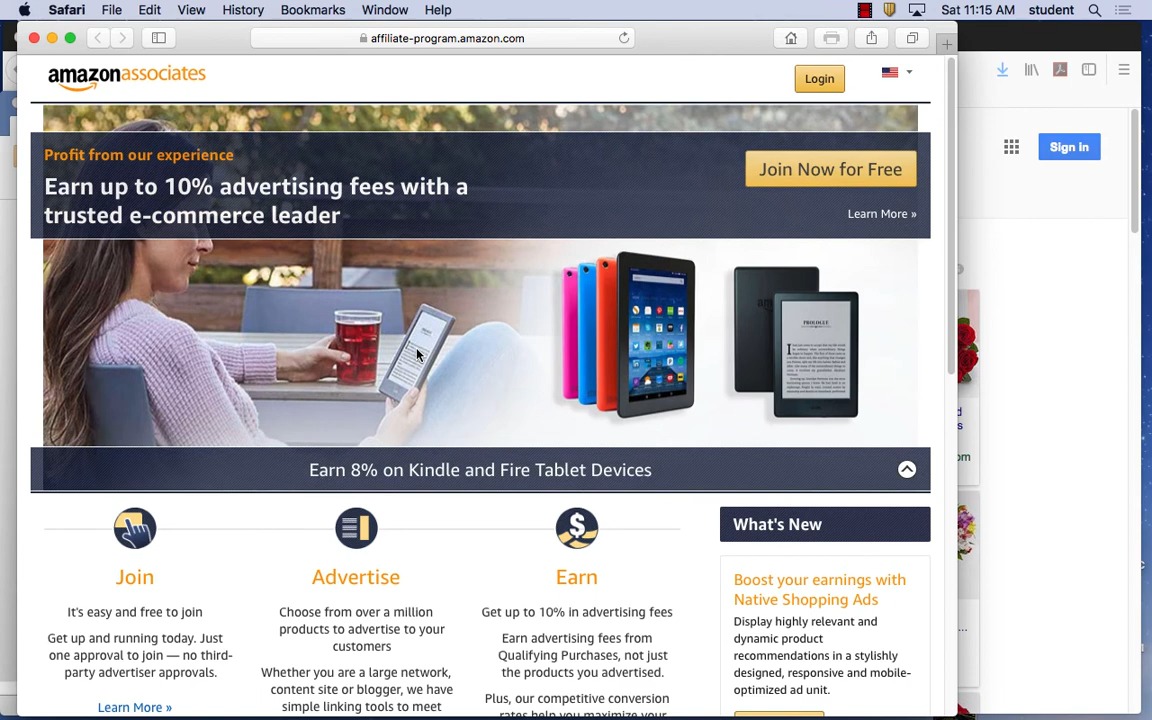 Safari File Edit View History Bookmarks Window Help Sat 11:15 AM student
affiliate-program.amazon.com
amazonassociates
Login
Sign in
Profit from our experience
Earn up to 10% advertising fees with a
trusted e-commerce leader
Join Now for Free
Learn More »
PROLOGUE
Earn 8% on Kindle and Fire Tablet Devices
Join
It's easy and free to join
Get up and running today. Just
one approval to join — no third-
party advertiser approvals.
Learn More »
Advertise
Choose from over a million
products to advertise to your
customers
Whether you are a large network,
content site or blogger, we have
simple linking tools to meet
Earn
Get up to 10% in advertising fees
Earn advertising fees from
Qualifying Purchases, not just
the products you advertised.
Plus, our competitive conversion
rates help you maximize your
What's New
Boost your earnings with
Native Shopping Ads
Display highly relevant and
dynamic product
recommendations in a stylishly
designed, responsive and mobile-
optimized ad unit.